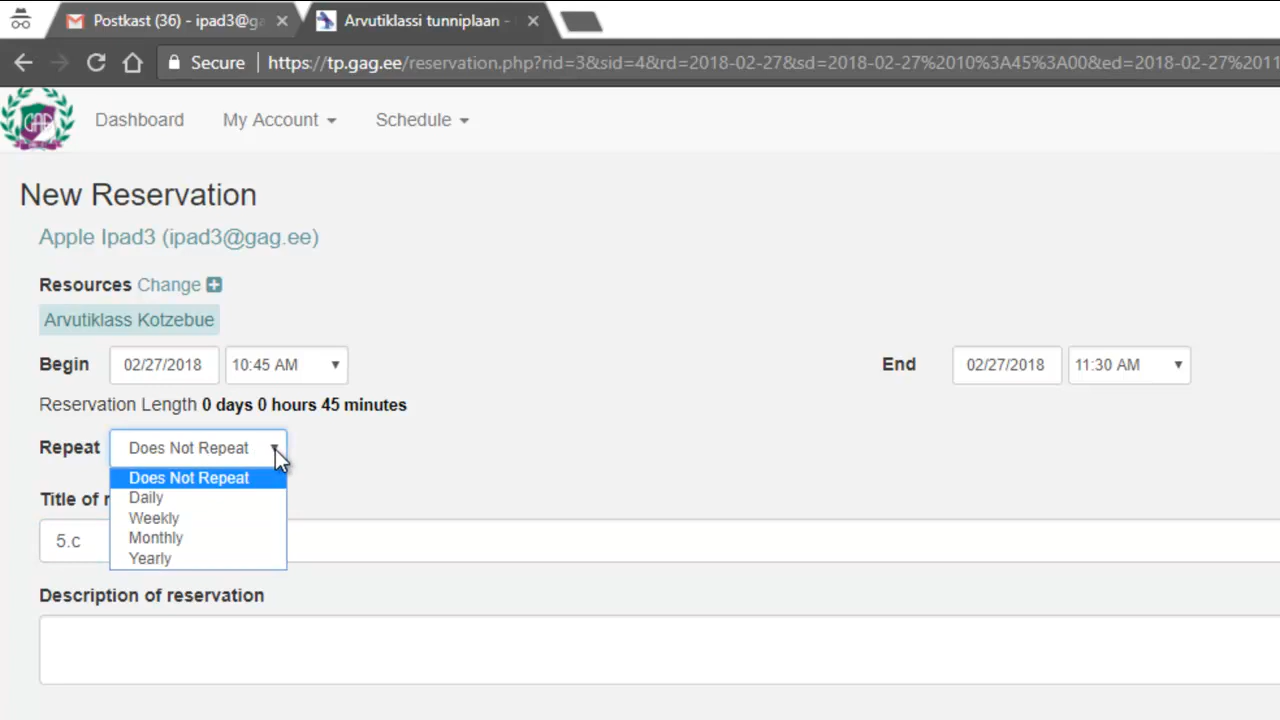 Postkast (36) - ipad3@ga
Arvutiklassi tunniplaan -
Secure https://tp.gag.ee/reservation.php?rid=3&sid=4&rd=2018-02-27&sd=2018-02-27%2010%3A45%3A00&ed=2018-02-27%2011
GAG
Dashboard My Account Schedule
New Reservation
Apple Ipad3 (ipad3@gag.ee)
Resources Change
Arvutiklass Kotzebue
Begin 02/27/2018 10:45 AM End 02/27/2018 11:30 AM
Reservation Length 0 days 0 hours 45 minutes
Repeat Does Not Repeat
Does Not Repeat
Daily
Weekly
Monthly
Yearly
Title of r
5.c
Description of reservation